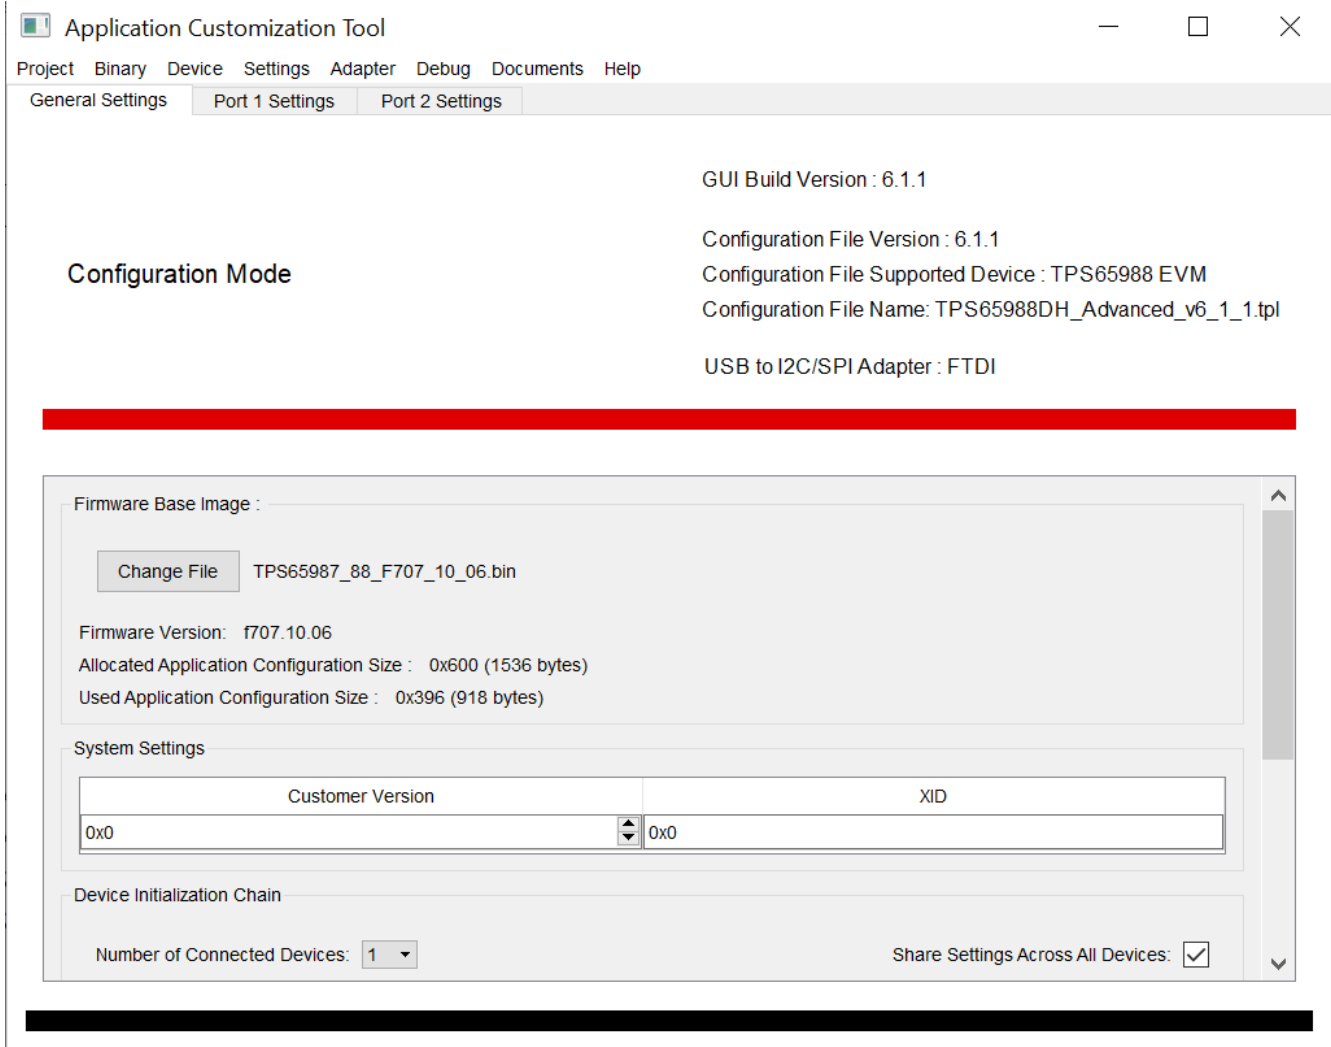 Application Customization Tool
Project Binary Device Settings Adapter Debug Documents Help
General Settings Port 1 Settings Port 2 Settings
GUI Build Version : 6.1.1
Configuration File Version : 6.1.1
Configuration Mode
Configuration File Supported Device : TPS65988 EVM
Configuration File Name: TPS65988DH_Advanced_v6_1_1.tpl
USB to I2C/SPI Adapter : FTDI
Firmware Base Image :
Change File TPS65987_88_F707_10_06.bin
Firmware Version: f707.10.06
Allocated Application Configuration Size : 0x600 (1536 bytes)
Used Application Configuration Size : 0x396 (918 bytes)
System Settings
Customer Version XID
0x0 0x0
Device Initialization Chain
Number of Connected Devices: 1 Share Settings Across All Devices: